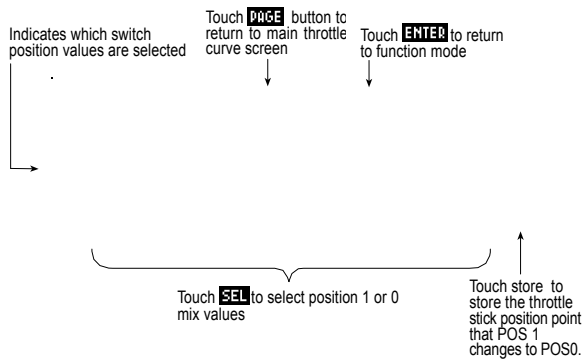 Indicates which switch
position values are selected
Touch PAGE button to
return to main throttle
curve screen
Touch ENTER to return
to function mode
Touch SEL to select position 1 or 0
mix values
Touch store to
store the throttle
stick position point
that POS 1
changes to POS0.